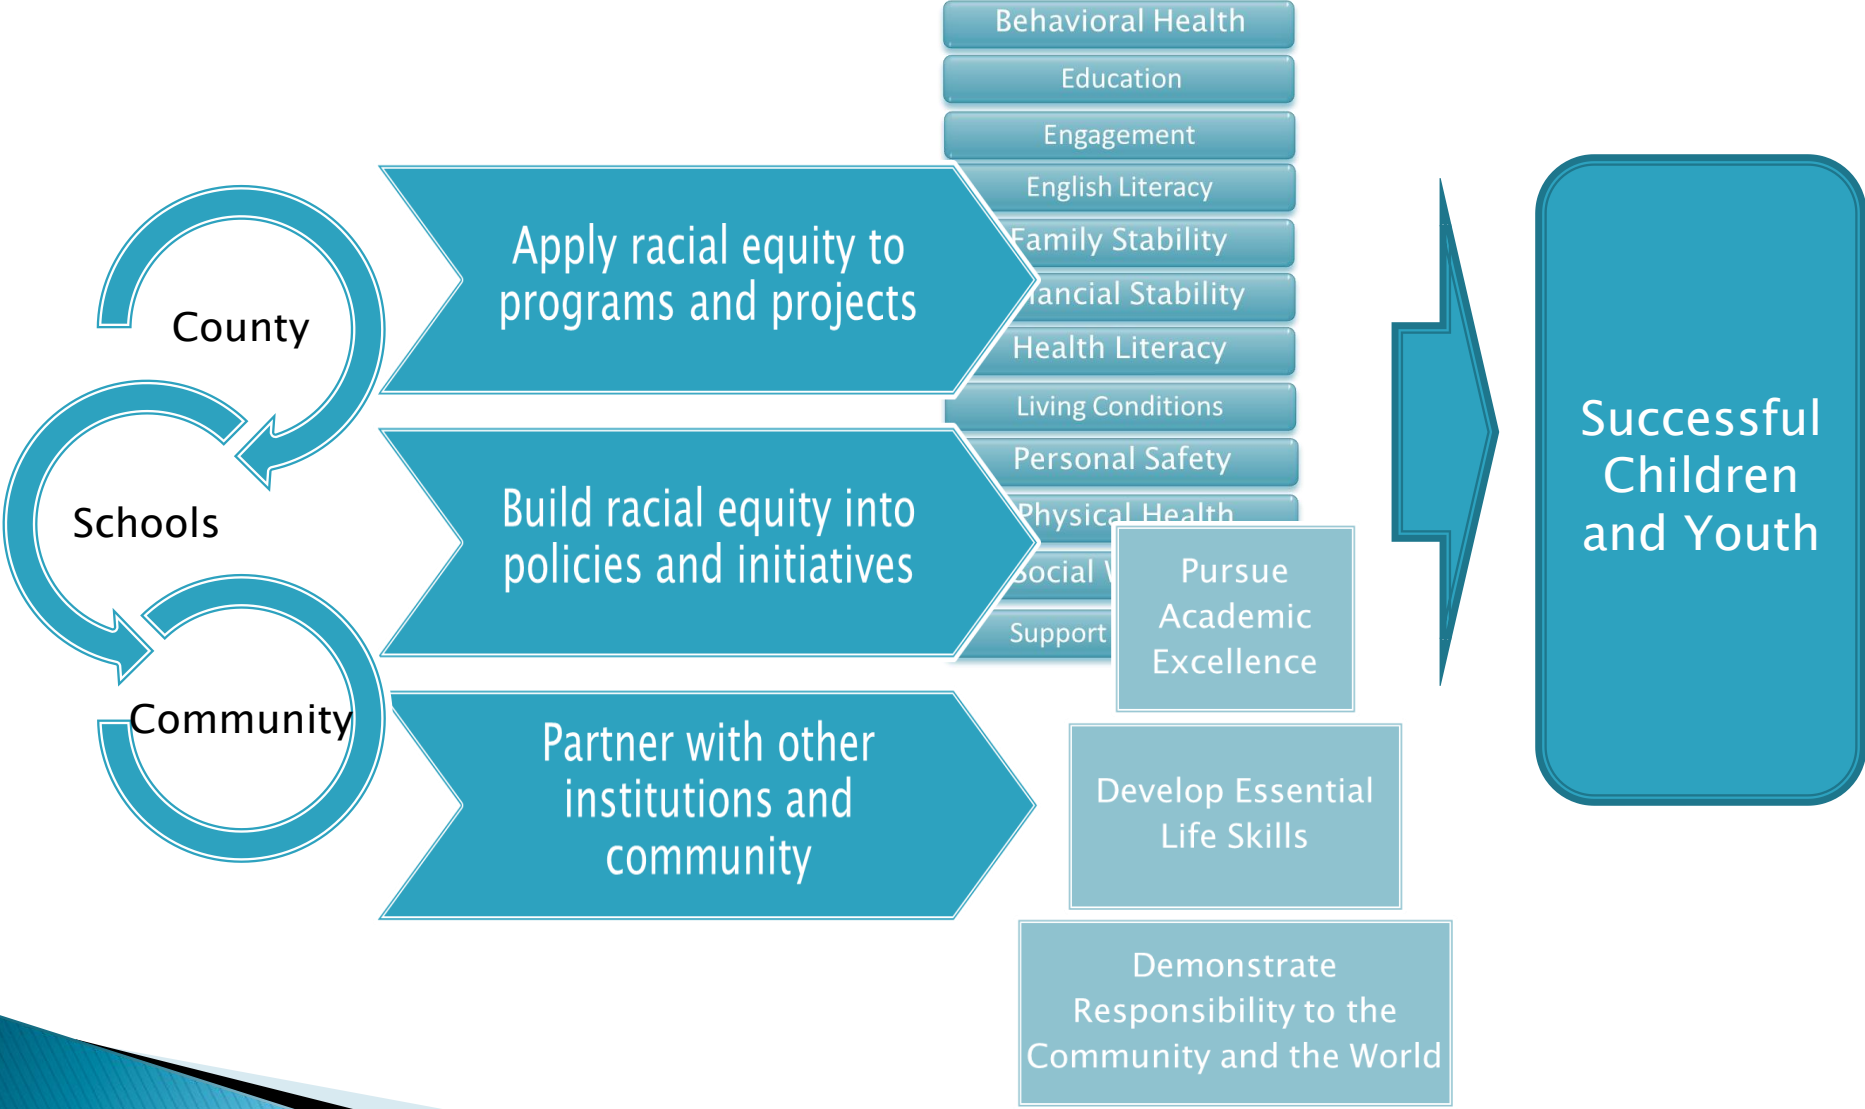 County
Schools
Community
Apply racial equity to
programs and projects
Build racial equity into
policies and initiatives
Partner with other
institutions and
community
Behavioral Health
Education
Engagement
English Literacy
Family Stability
Stability
Health Literacy
Living Conditions
Personal Safety
Physical Health
Social
Support
Pursue
Academic
Excellence
Develop Essential
Life Skills
Demonstrate
Responsibility to the
Community and the World
Successful
Children
and Youth